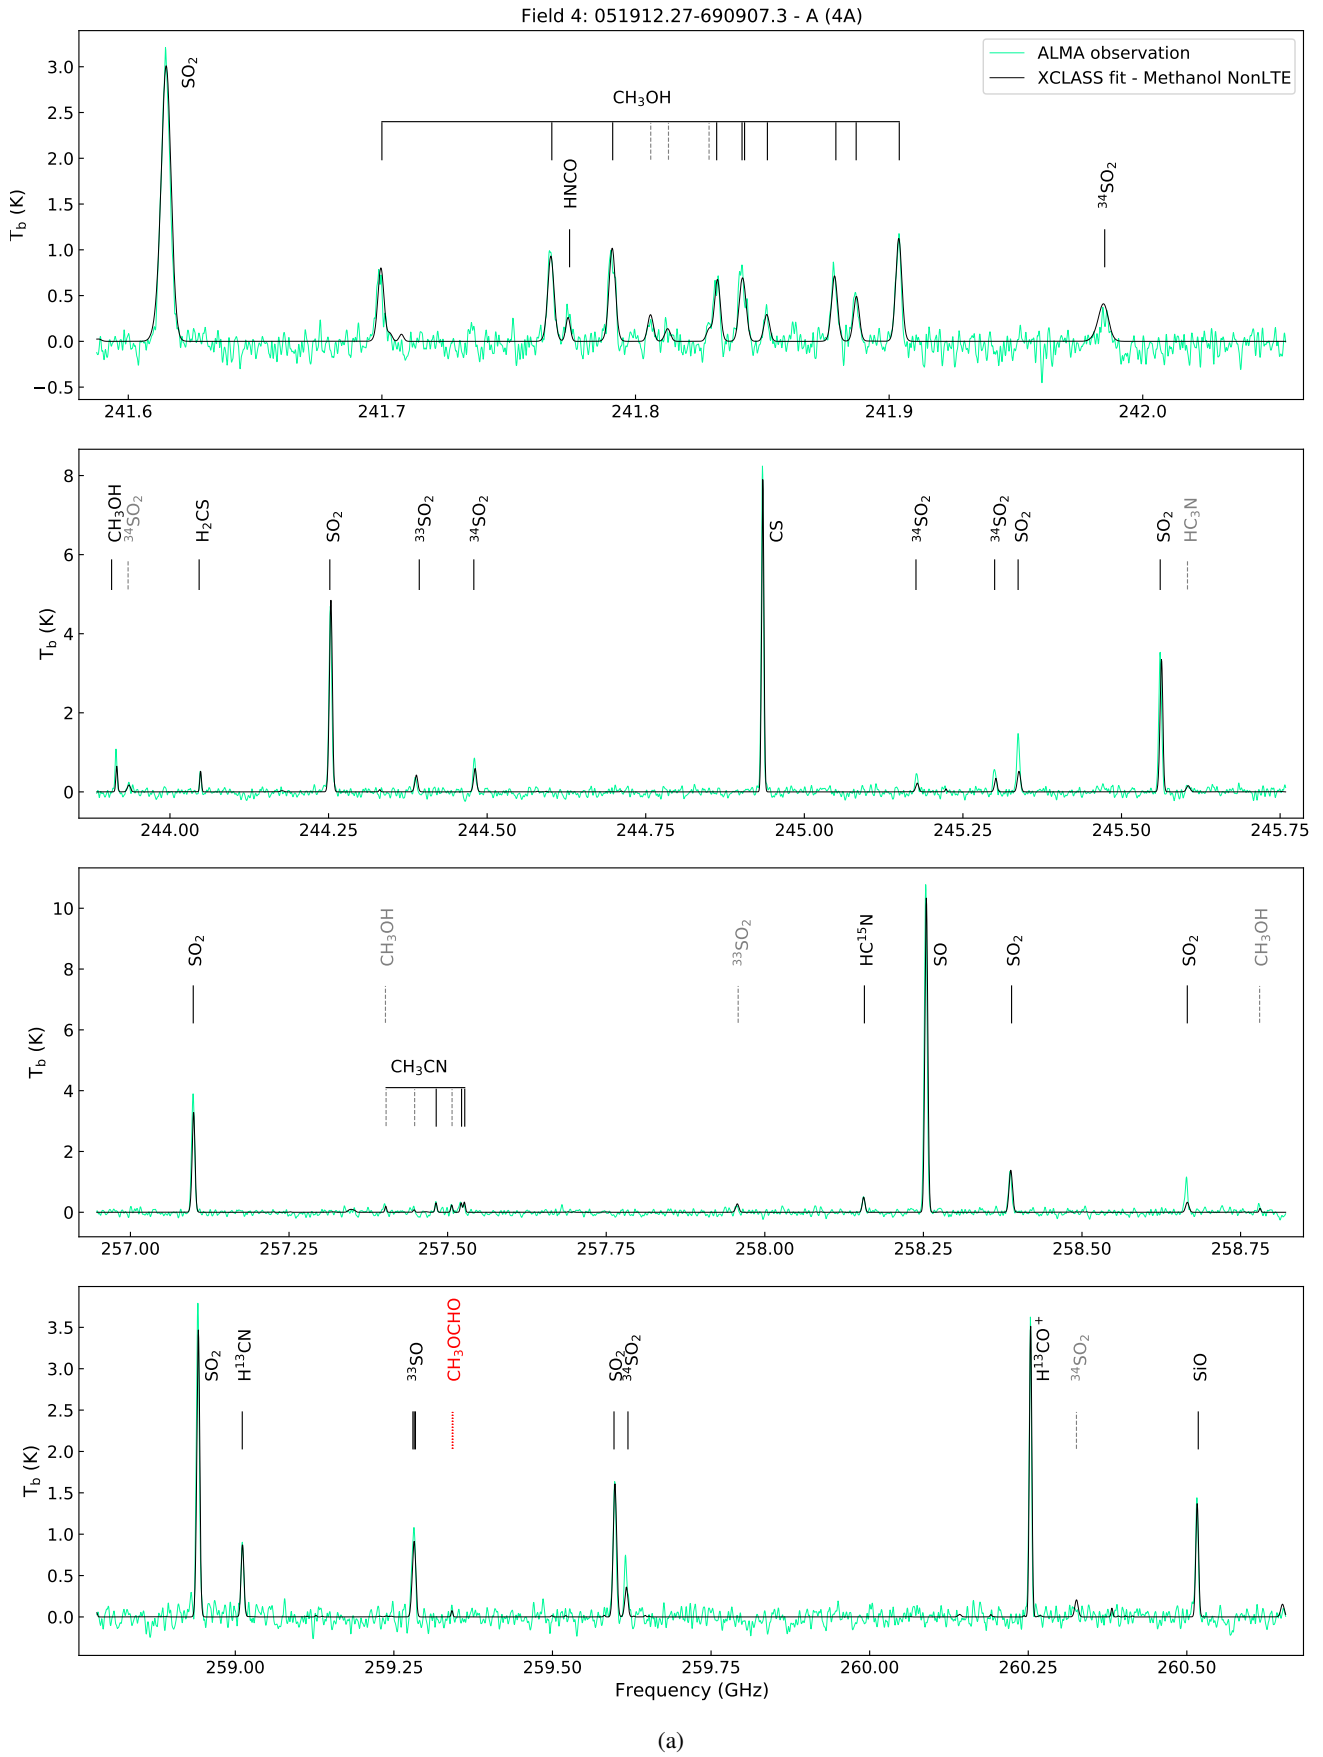 Field 4: 051912.27-690907.3 - A (4A)
ALMA observation
XCLASS fit - Methanol NonLTE
SO₂
CH₃OH
HNCO
³⁴SO₂
T_b (K)
3.0
2.5
2.0
1.5
1.0
0.5
0.0
−0.5
241.6 241.7 241.8 241.9 242.0
CH₃OH ³⁴SO₂ H₂CS SO₂ ³³SO₂ ³⁴SO₂ CS ³⁴SO₂ ³⁴SO₂ SO₂ SO₂ HC₃N
T_b (K)
8
6
4
2
0
244.00 244.25 244.50 244.75 245.00 245.25 245.50 245.75
SO₂ CH₃OH ³³SO₂ HC¹⁵N SO SO₂ SO₂ CH₃OH
CH₃CN
T_b (K)
10
8
6
4
2
0
257.00 257.25 257.50 257.75 258.00 258.25 258.50 258.75
SO₂ H¹³CN ³³SO CH₃OCHO SO₂ ³⁴SO₂ H¹³CO⁺ ³⁴SO₂ SiO
T_b (K)
3.5
3.0
2.5
2.0
1.5
1.0
0.5
0.0
259.00 259.25 259.50 259.75 260.00 260.25 260.50
Frequency (GHz)
(a)